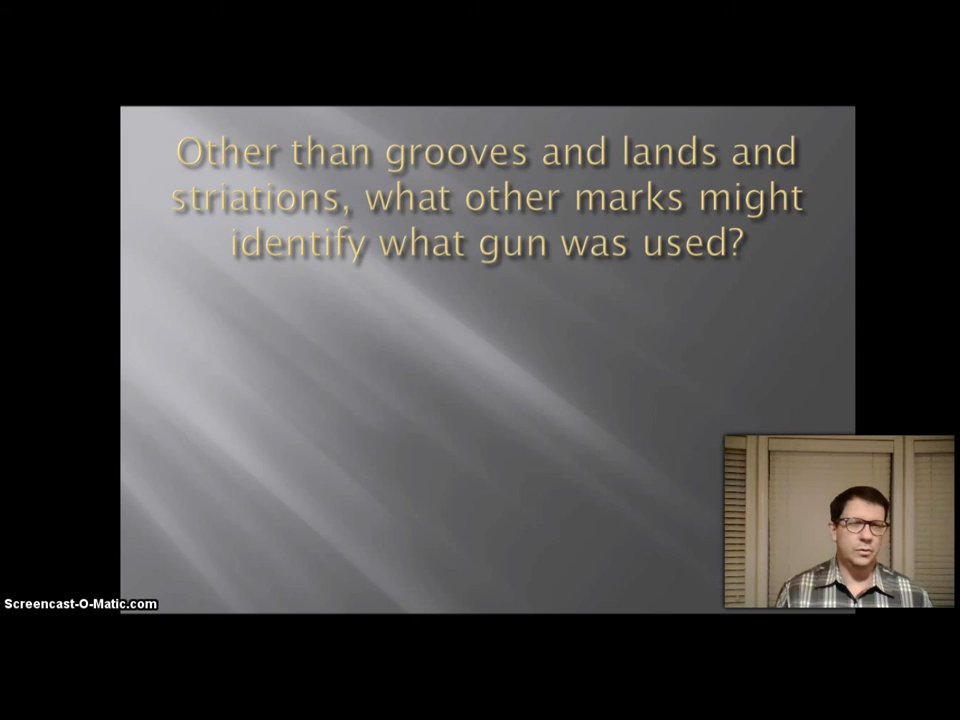 Other than grooves and lands and
striations, what other marks might
identify what gun was used?
Screencast-O-Matic.com